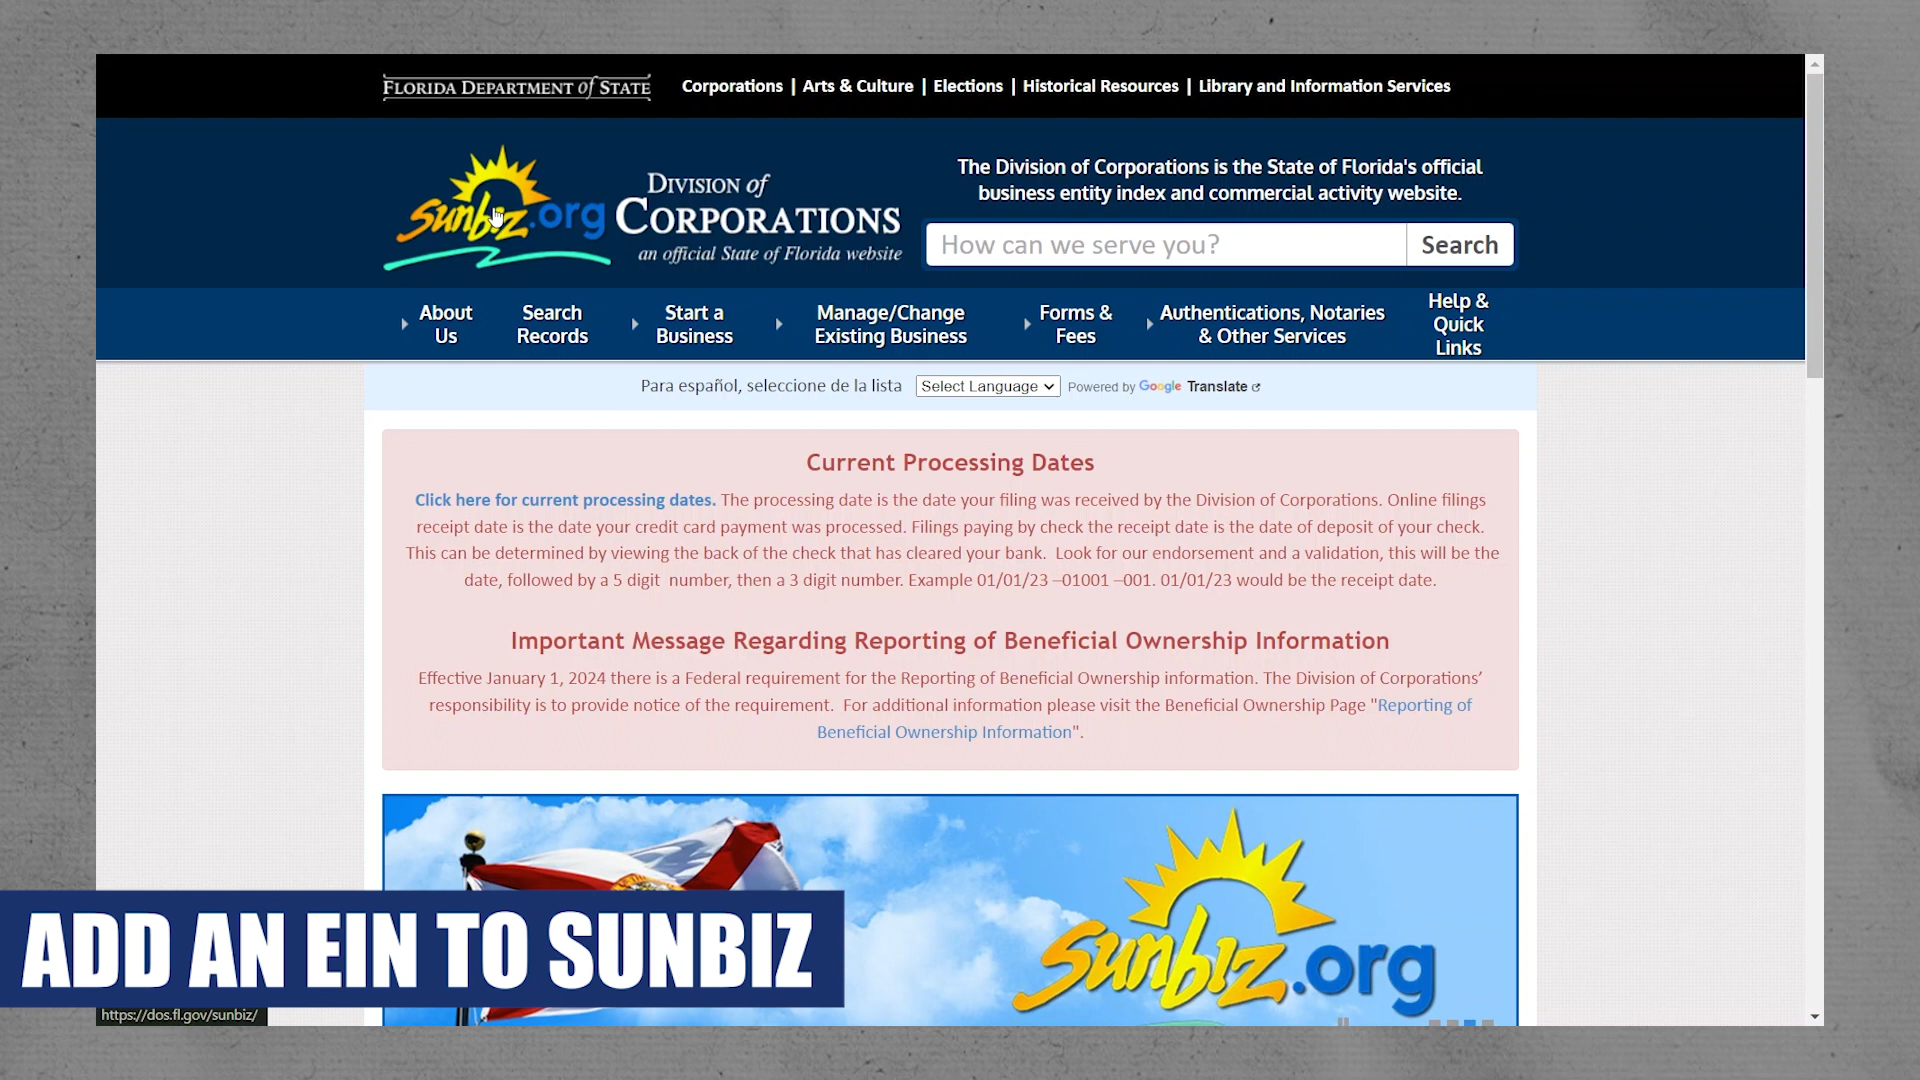 FLORIDA DEPARTMENT of STATE
Corporations | Arts & Culture | Elections | Historical Resources | Library and Information Services
Sunbiz.org
DIVISION of
CORPORATIONS
an official State of Florida website
The Division of Corporations is the State of Florida's official
business entity index and commercial activity website.
How can we serve you?
Search
About
Us
Search
Records
Start a
Business
Manage/Change
Existing Business
Forms &
Fees
Authentications, Notaries
& Other Services
Help &
Quick
Links
Para español, seleccione de la lista
Select Language
Powered by Google Translate
Current Processing Dates
Click here for current processing dates. The processing date is the date your filing was received by the Division of Corporations. Online filings
receipt date is the date your credit card payment was processed. Filings paying by check the receipt date is the date of deposit of your check.
This can be determined by viewing the back of the check that has cleared your bank.  Look for our endorsement and a validation, this will be the
date, followed by a 5 digit  number, then a 3 digit number. Example 01/01/23 –01001 –001. 01/01/23 would be the receipt date.
Important Message Regarding Reporting of Beneficial Ownership Information
Effective January 1, 2024 there is a Federal requirement for the Reporting of Beneficial Ownership information. The Division of Corporations’
responsibility is to provide notice of the requirement.  For additional information please visit the Beneficial Ownership Page "Reporting of
Beneficial Ownership Information".
Sunbiz.org
ADD AN EIN TO SUNBIZ
https://dos.fl.gov/sunbiz/